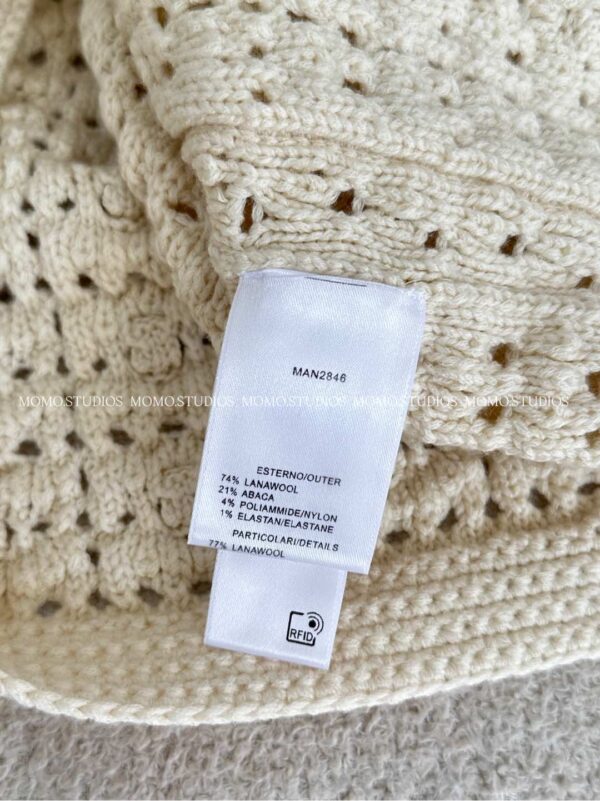 MAN2846
MOMO.STUDIOS MOMO.STUDIOS MOMO.STUDIOS MOMO.STUDIOS MOMO.STUDIOS
ESTERNO/OUTER
74% LANAWOOL
21% ABACA
4% POLIAMMIDE/NYLON
1% ELASTAN/ELASTANE
PARTICOLARI/DETAILS
77% LANAWOOL
RFID